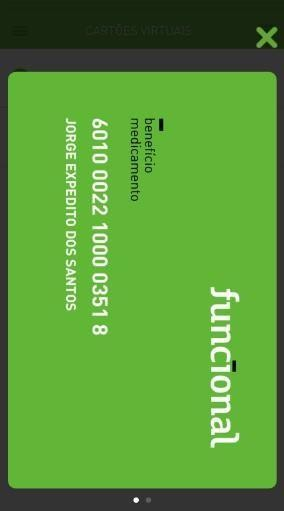 CARTÕES VIRTUAIS
funcional
benefício
medicamento
6010 0022 1000 0351 8
JORGE EXPEDITO DOS SANTOS